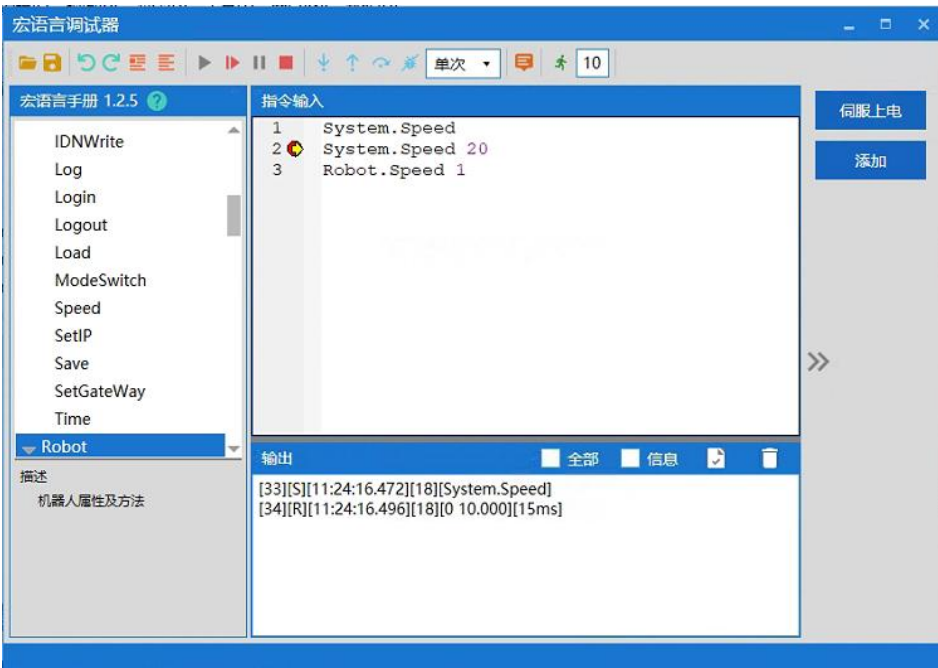 宏语言调试器
单次
10
宏语言手册 1.2.5
指令输入
伺服上电
添加
IDNWrite
Log
Login
Logout
Load
ModeSwitch
Speed
SetIP
Save
SetGateWay
Time
Robot
描述
机器人属性及方法
1 System.Speed
2 System.Speed 20
3 Robot.Speed 1
输出 全部 信息
[33][S][11:24:16.472][18][System.Speed]
[34][R][11:24:16.496][18][0 10.000][15ms]